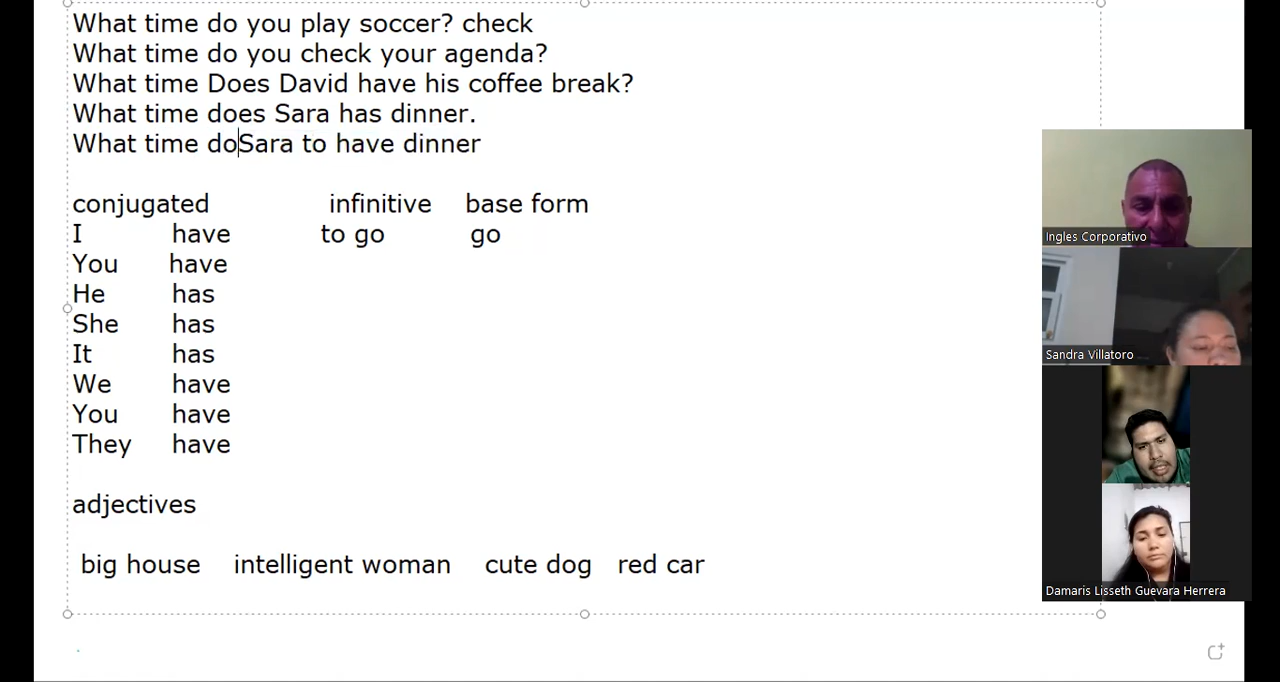 What time do you play soccer? check
What time do you check your agenda?
What time Does David have his coffee break?
What time does Sara has dinner.
What time doSara to have dinner
conjugated infinitive base form
I have to go go
You have
He has
She has
It has
We have
You have
They have
adjectives
big house intelligent woman cute dog red car
Ingles Corporativo
Sandra Villatoro
Damaris Lisseth Guevara Herrera